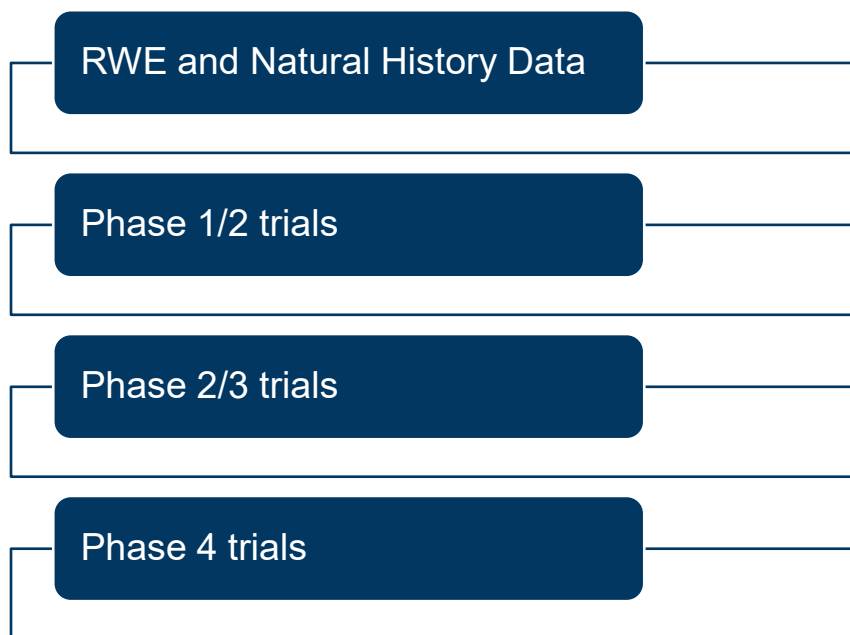 RWE and Natural History Data
Phase 1/2 trials
Phase 2/3 trials
Phase 4 trials